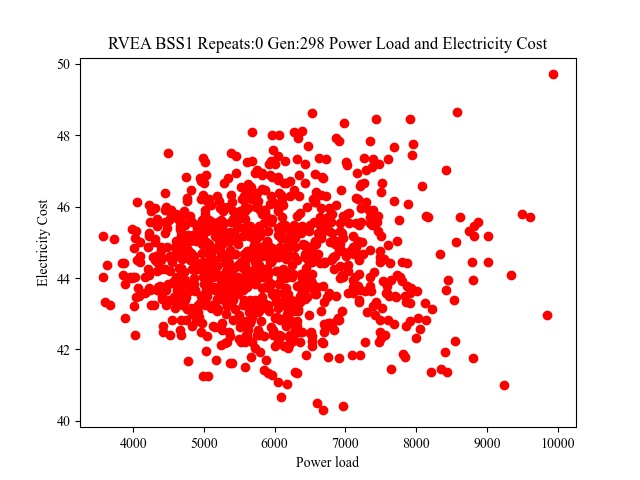 RVEA BSS1 Repeats:0 Gen:298 Power Load and Electricity Cost
50
48
46
44
42
40
Electricity Cost
4000 5000 6000 7000 8000 9000 10000
Power load